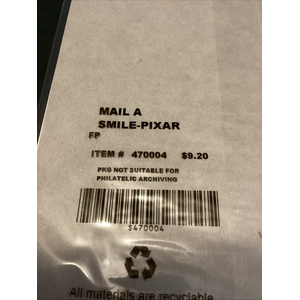 MAIL A
SMILE-PIXAR
FP
ITEM # 470004 $9.20
PKG NOT SUITABLE FOR
PHILATELIC ARCHIVING
S470004
All materials are recyclable